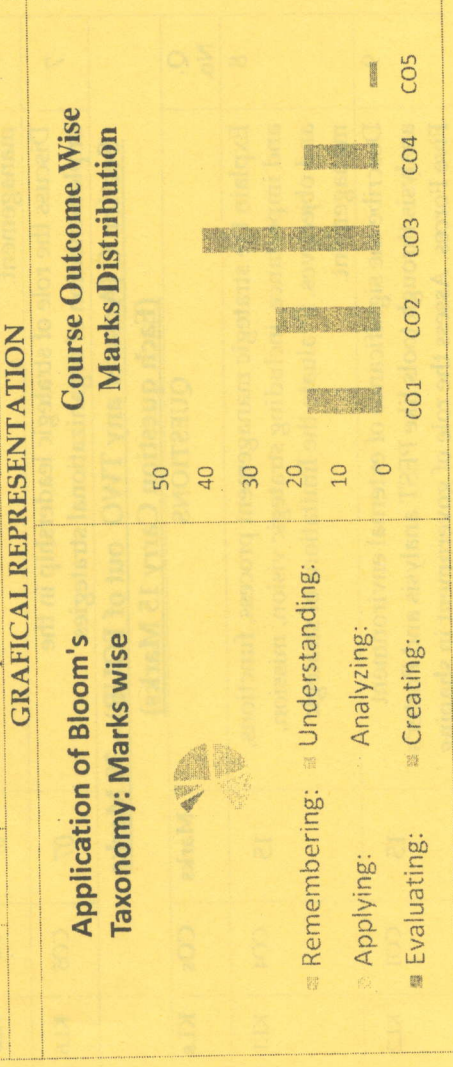 GRAFICAL REPRESENTATION
Application of Bloom's
Taxonomy: Marks wise
Remembering: Understanding:
Applying: Analyzing:
Evaluating: Creating:
Course Outcome Wise
Marks Distribution
50
40
30
20
10
0
CO1 CO2 CO3 CO4 CO5